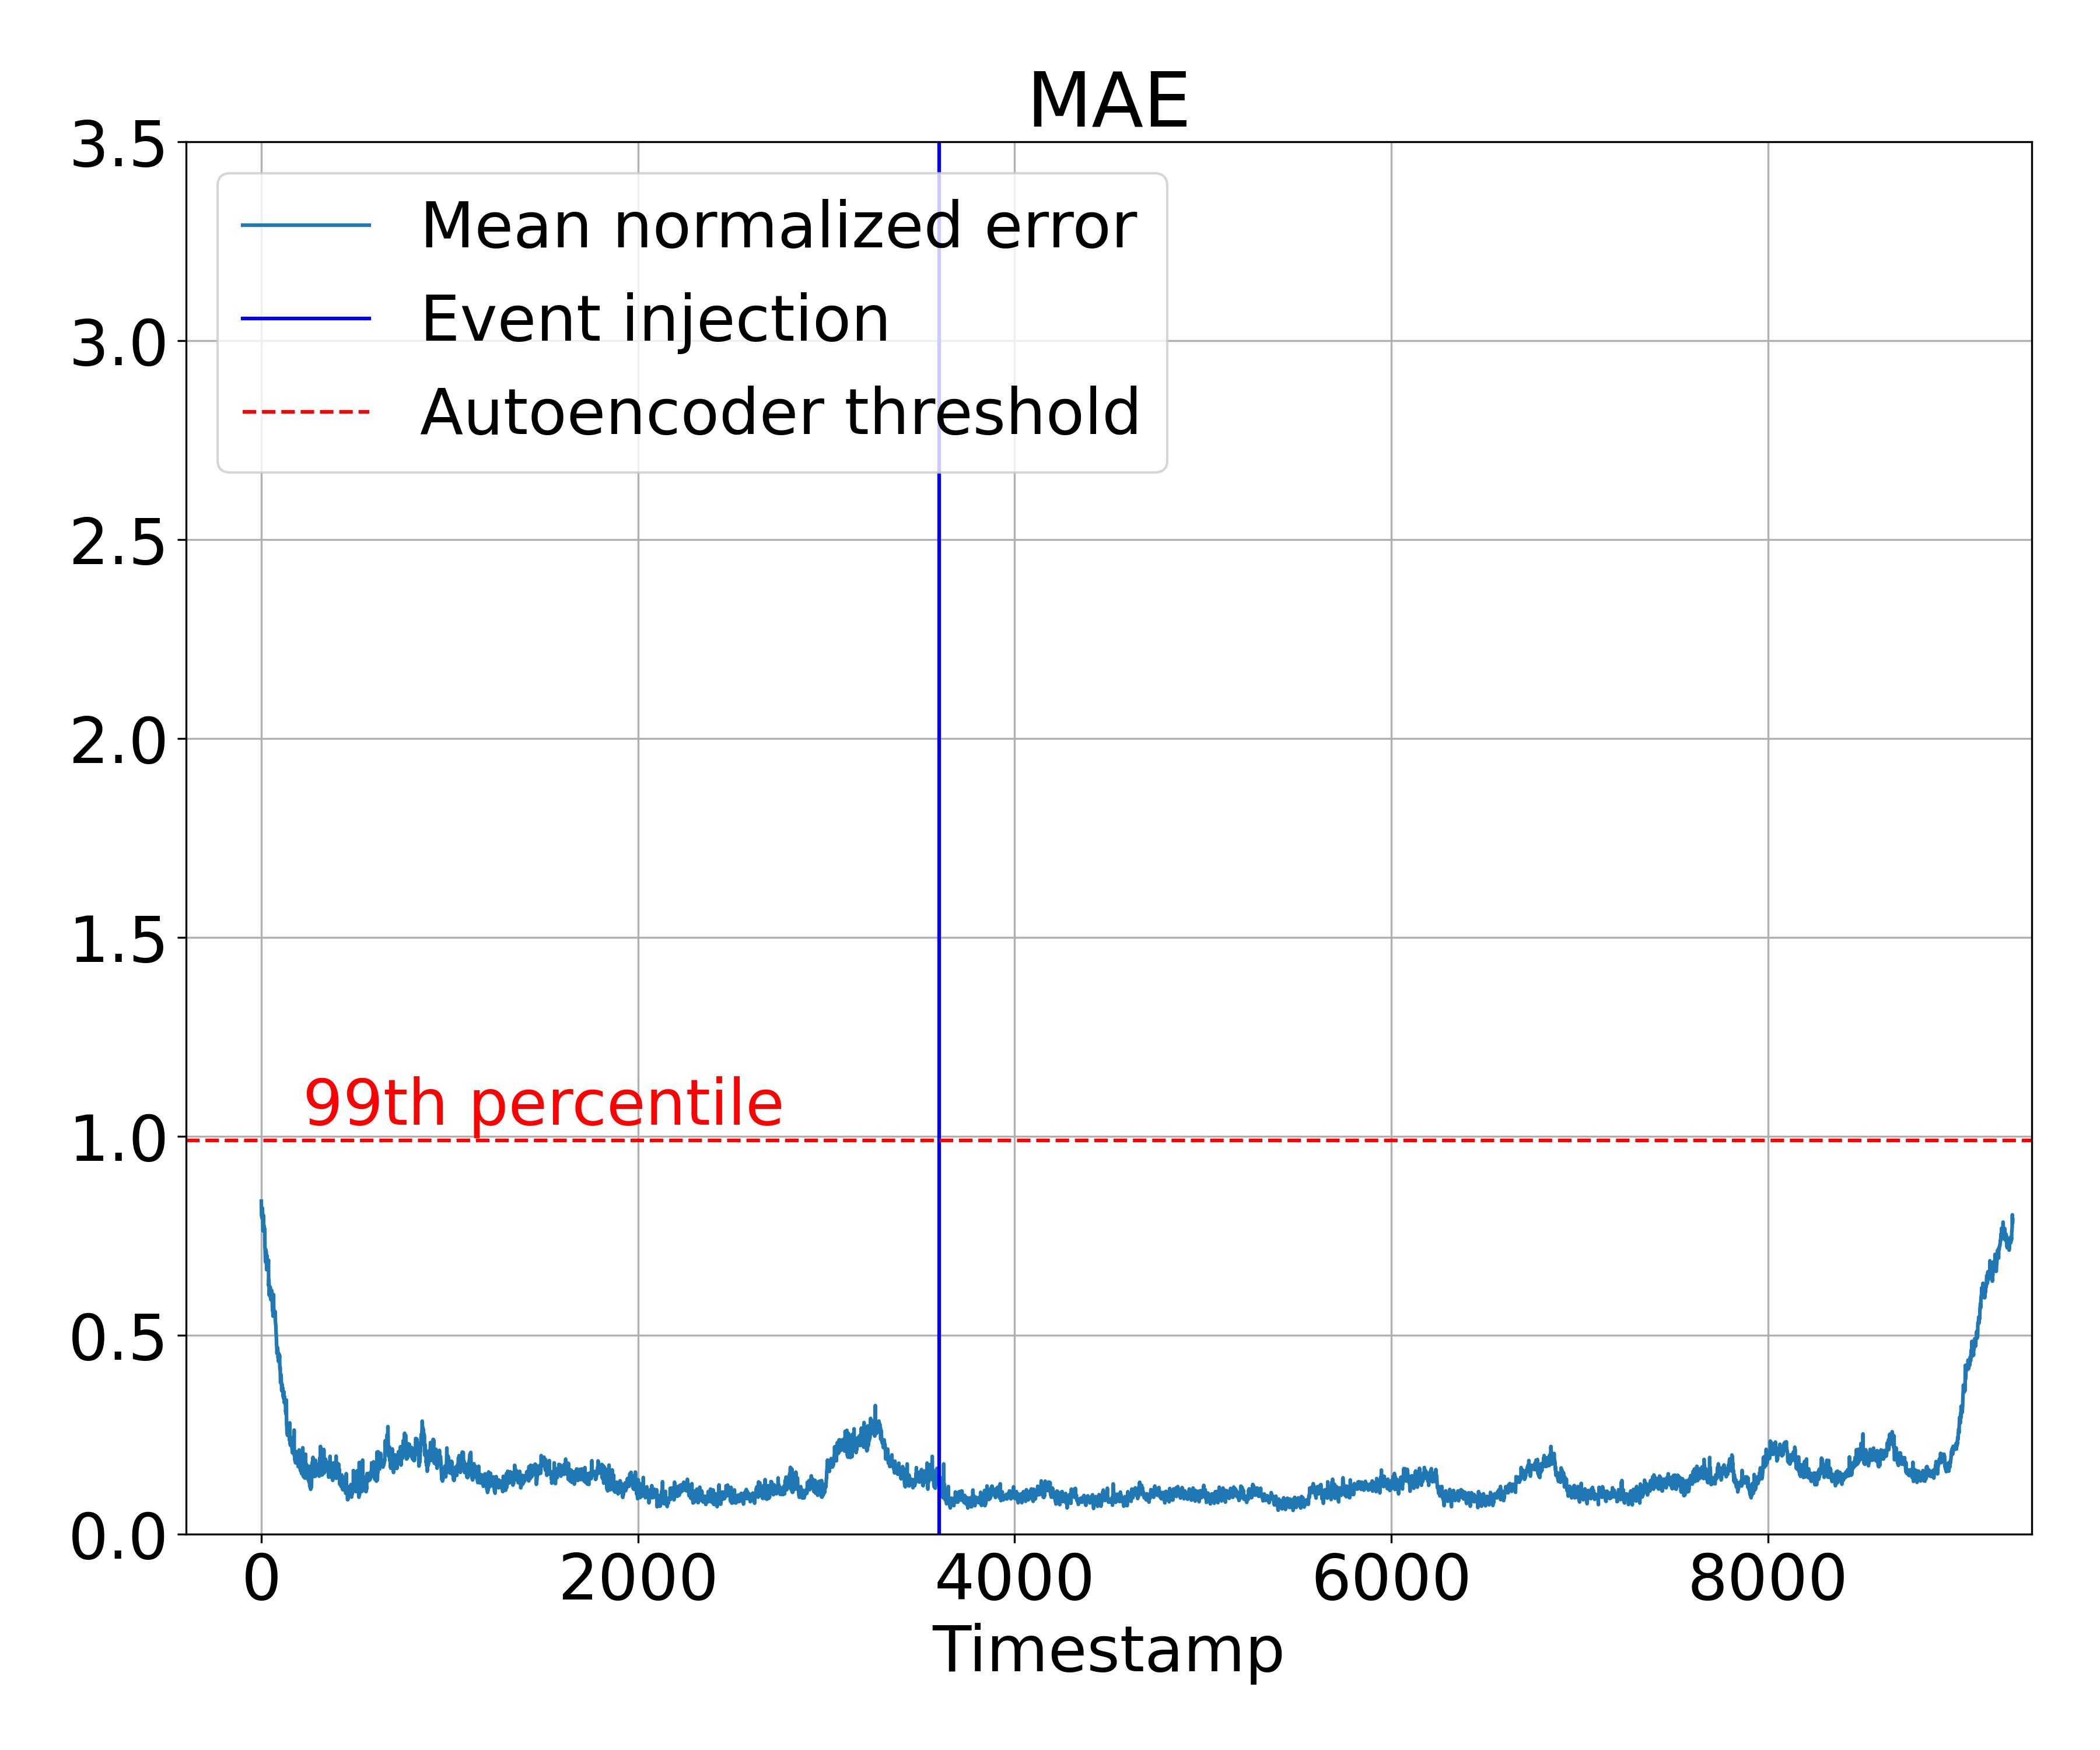 MAE
3.5
3.0
2.5
2.0
1.5
1.0
0.5
0.0
Mean normalized error
Event injection
Autoencoder threshold
99th percentile
0 2000 4000 6000 8000
Timestamp